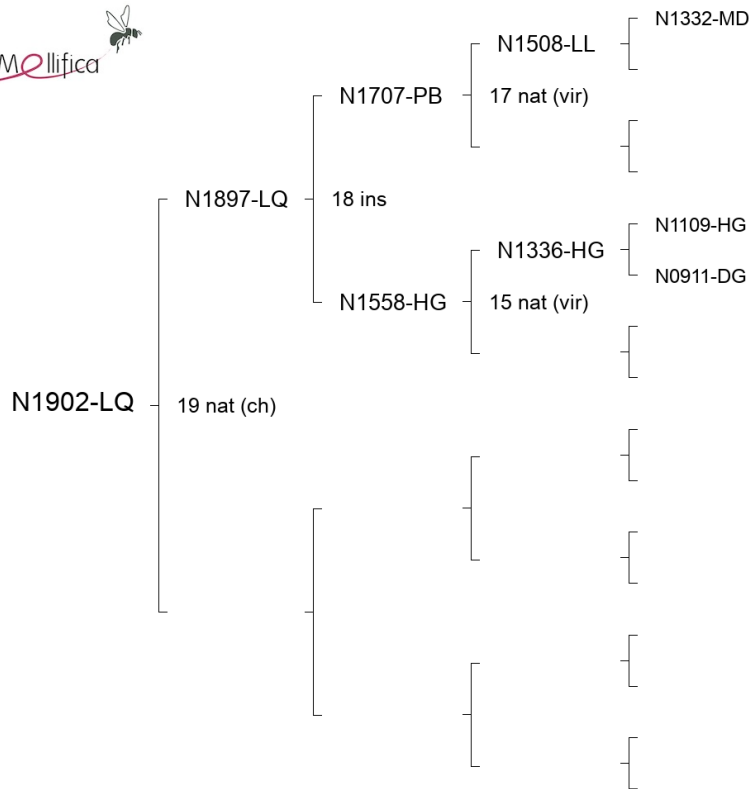 Mellifica
N1332-MD
N1508-LL
N1707-PB
17 nat (vir)
N1897-LQ
18 ins
N1109-HG
N1336-HG
N0911-DG
N1558-HG
15 nat (vir)
N1902-LQ
19 nat (ch)